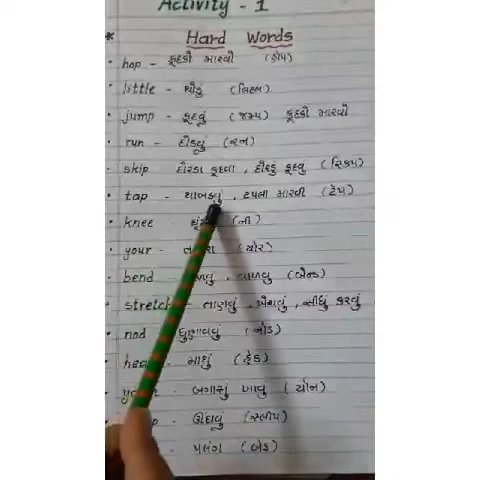 Activity - 1
Hard Words
hop - કૂદકો મારવો (હોપ)
little - થોડું (લિટલ)
jump - કૂદવું (જમ્પ) કૂદકો મારવો
run - દોડવું (રન)
skip દોરડા કૂદવા , દોરડું કૂદવું (સ્કિપ)
tap - થાબડવું , ટપલા મારવી (ટેપ)
knee (ની)
your - (યોર)
bend - વાળવુ (બેન્ડ)
stretch - તાણવું , ખેંચવું , સીધુ કરવું
nod ધુણાવવું (નોડ)
માથું (હેડ)
- બગાસું ખાવુ (યોન)
- ઊંઘવું (સ્લીપ)
- પલંગ (બેડ)